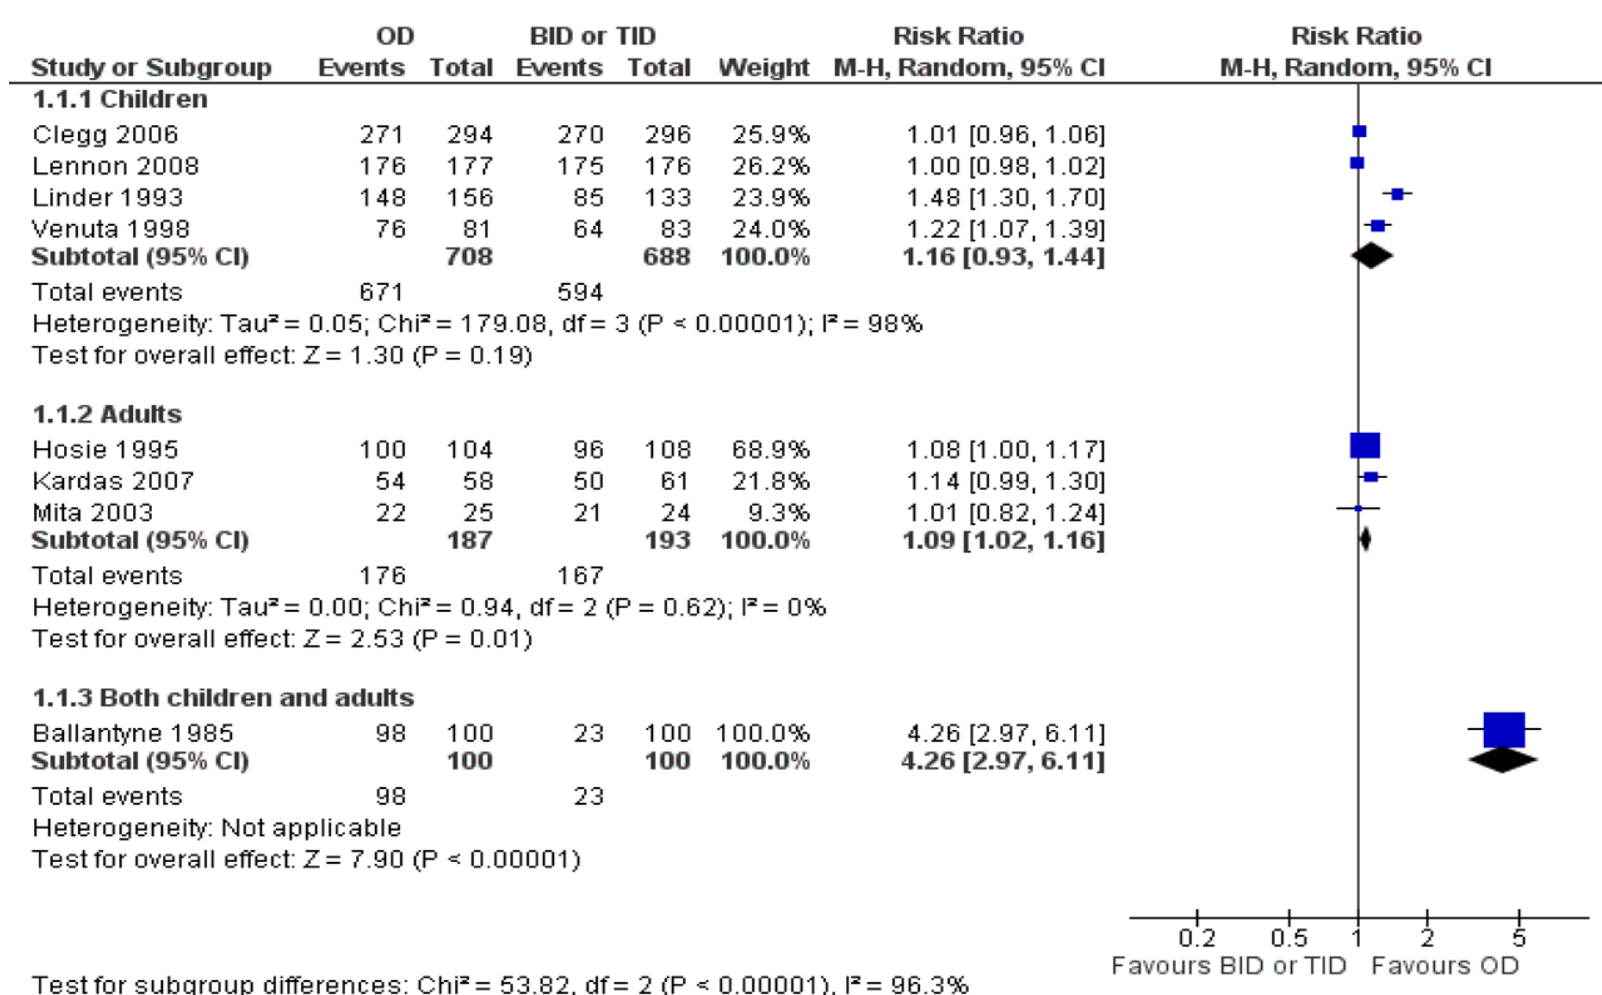 OD BID or TID Risk Ratio Risk Ratio
Study or Subgroup Events Total Events Total Weight M-H, Random, 95% CI M-H, Random, 95% CI
1.1.1 Children
Clegg 2006 271 294 270 296 25.9% 1.01 [0.96, 1.06]
Lennon 2008 176 177 175 176 26.2% 1.00 [0.98, 1.02]
Linder 1993 148 156 85 133 23.9% 1.48 [1.30, 1.70]
Venuta 1998 76 81 64 83 24.0% 1.22 [1.07, 1.39]
Subtotal (95% CI) 708 688 100.0% 1.16 [0.93, 1.44]
Total events 671 594
Heterogeneity: Tau² = 0.05; Chi² = 179.08, df = 3 (P < 0.00001); I² = 98%
Test for overall effect: Z = 1.30 (P = 0.19)
1.1.2 Adults
Hosie 1995 100 104 96 108 68.9% 1.08 [1.00, 1.17]
Kardas 2007 54 58 50 61 21.8% 1.14 [0.99, 1.30]
Mita 2003 22 25 21 24 9.3% 1.01 [0.82, 1.24]
Subtotal (95% CI) 187 193 100.0% 1.09 [1.02, 1.16]
Total events 176 167
Heterogeneity: Tau² = 0.00; Chi² = 0.94, df = 2 (P = 0.62); I² = 0%
Test for overall effect: Z = 2.53 (P = 0.01)
1.1.3 Both children and adults
Ballantyne 1985 98 100 23 100 100.0% 4.26 [2.97, 6.11]
Subtotal (95% CI) 100 100 100.0% 4.26 [2.97, 6.11]
Total events 98 23
Heterogeneity: Not applicable
Test for overall effect: Z = 7.90 (P < 0.00001)
0.2 0.5 1 2 5
Favours BID or TID Favours OD
Test for subgroup differences: Chi² = 53.82, df = 2 (P < 0.00001), I² = 96.3%